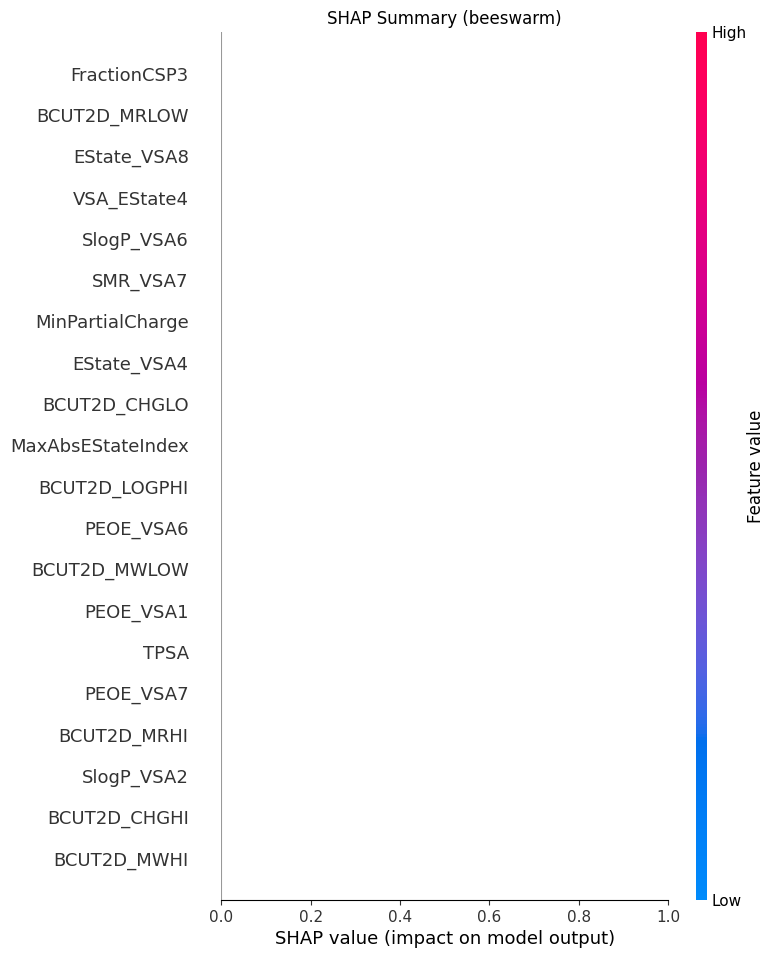 SHAP Summary (beeswarm)
High
FractionCSP3
BCUT2D_MRLOW
EState_VSA8
VSA_EState4
SlogP_VSA6
SMR_VSA7
MinPartialCharge
EState_VSA4
BCUT2D_CHGLO
MaxAbsEStateIndex
BCUT2D_LOGPHI
PEOE_VSA6
BCUT2D_MWLOW
PEOE_VSA1
TPSA
PEOE_VSA7
BCUT2D_MRHI
SlogP_VSA2
BCUT2D_CHGHI
BCUT2D_MWHI
Feature value
Low
0.0 0.2 0.4 0.6 0.8 1.0
SHAP value (impact on model output)